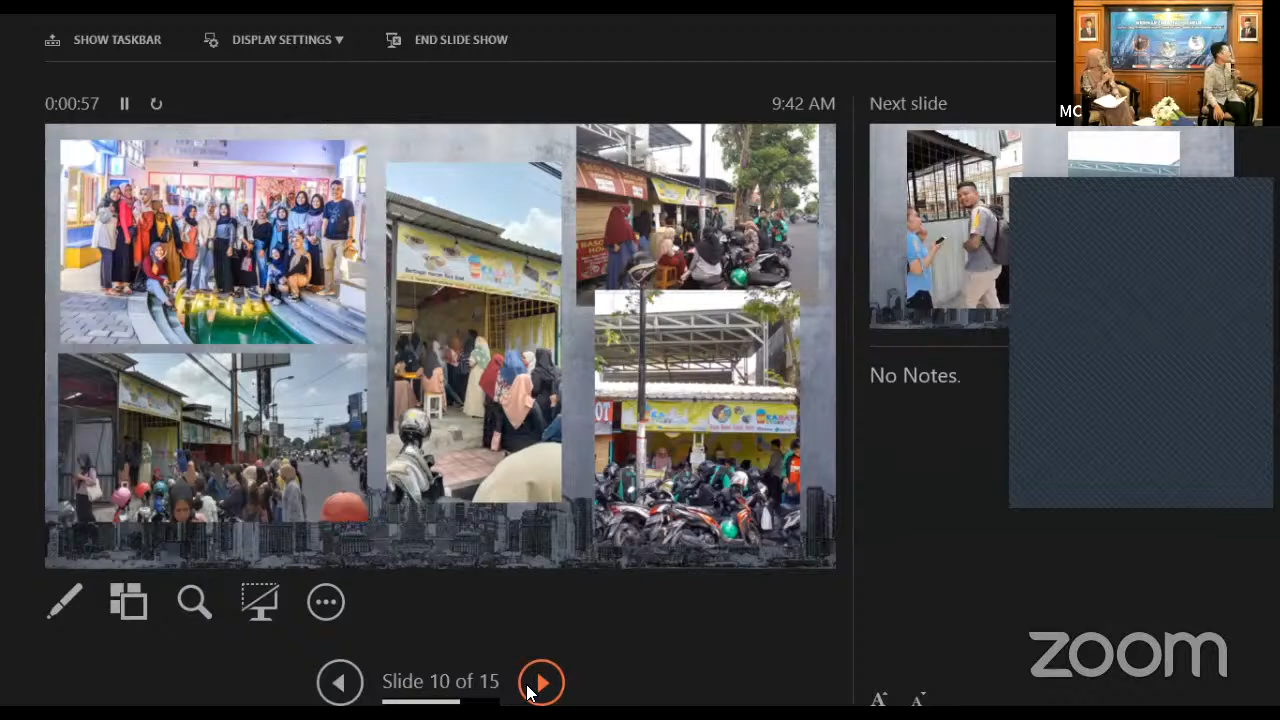 SHOW TASKBAR
DISPLAY SETTINGS ▼
END SLIDE SHOW
MC
0:00:57
9:42 AM
Next slide
No Notes.
Slide 10 of 15
zoom